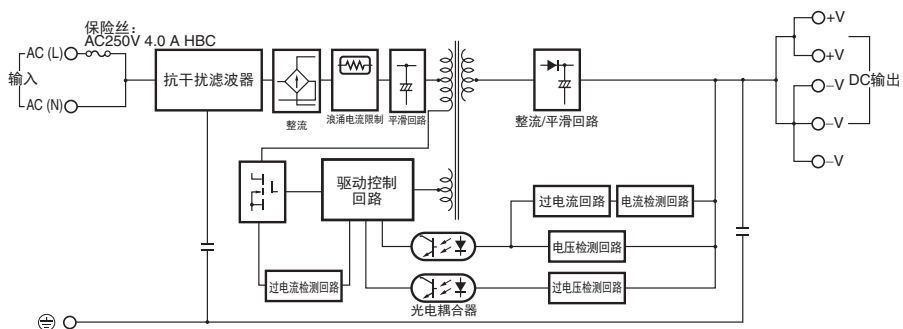 保险丝：
AC250V 4.0 A HBC
AC (L)
输入
AC (N)
抗干扰滤波器
整流
浪涌电流限制
平滑回路
整流/平滑回路
+V
+V
–V
DC输出
–V
–V
驱动控制
回路
过电流回路
电流检测回路
电压检测回路
过电流检测回路
过电压检测回路
光电耦合器